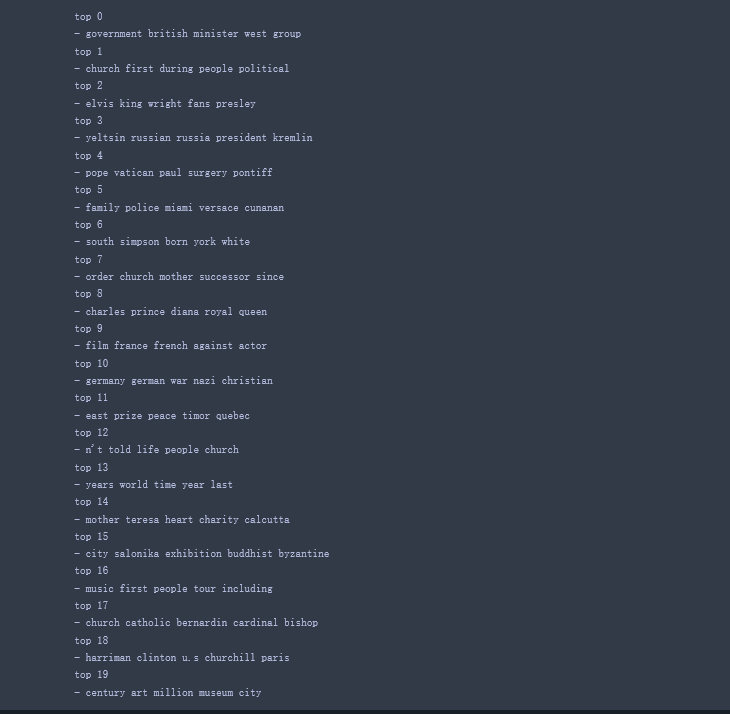 top 0
- government british minister west group
top 1
- church first during people political
top 2
- elvis king wright fans presley
top 3
- yeltsin russian russia president kremlin
top 4
- pope vatican paul surgery pontiff
top 5
- family police miami versace cunanan
top 6
- south simpson born york white
top 7
- order church mother successor since
top 8
- charles prince diana royal queen
top 9
- film france french against actor
top 10
- germany german war nazi christian
top 11
- east prize peace timor quebec
top 12
- n't told life people church
top 13
- years world time year last
top 14
- mother teresa heart charity calcutta
top 15
- city salonika exhibition buddhist byzantine
top 16
- music first people tour including
top 17
- church catholic bernardin cardinal bishop
top 18
- harriman clinton u.s churchill paris
top 19
- century art million museum city